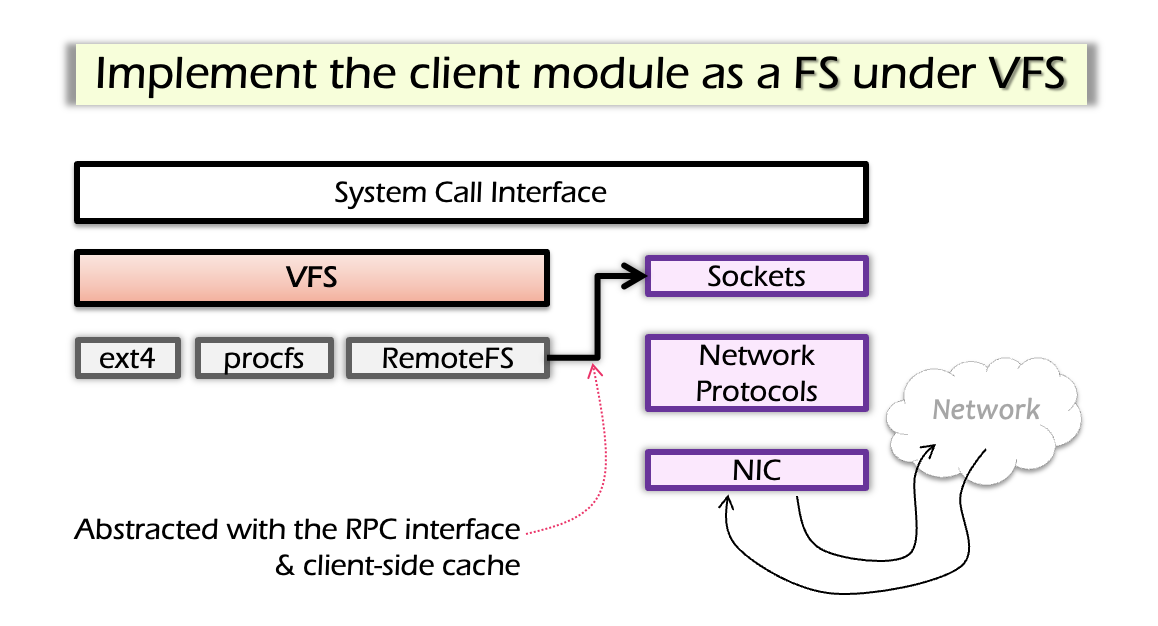 Implement the client module as a FS under VFS
System Call Interface
VFS
Sockets
ext4
procfs
RemoteFS
Network
Protocols
Network
NIC
Abstracted with the RPC interface
& client-side cache